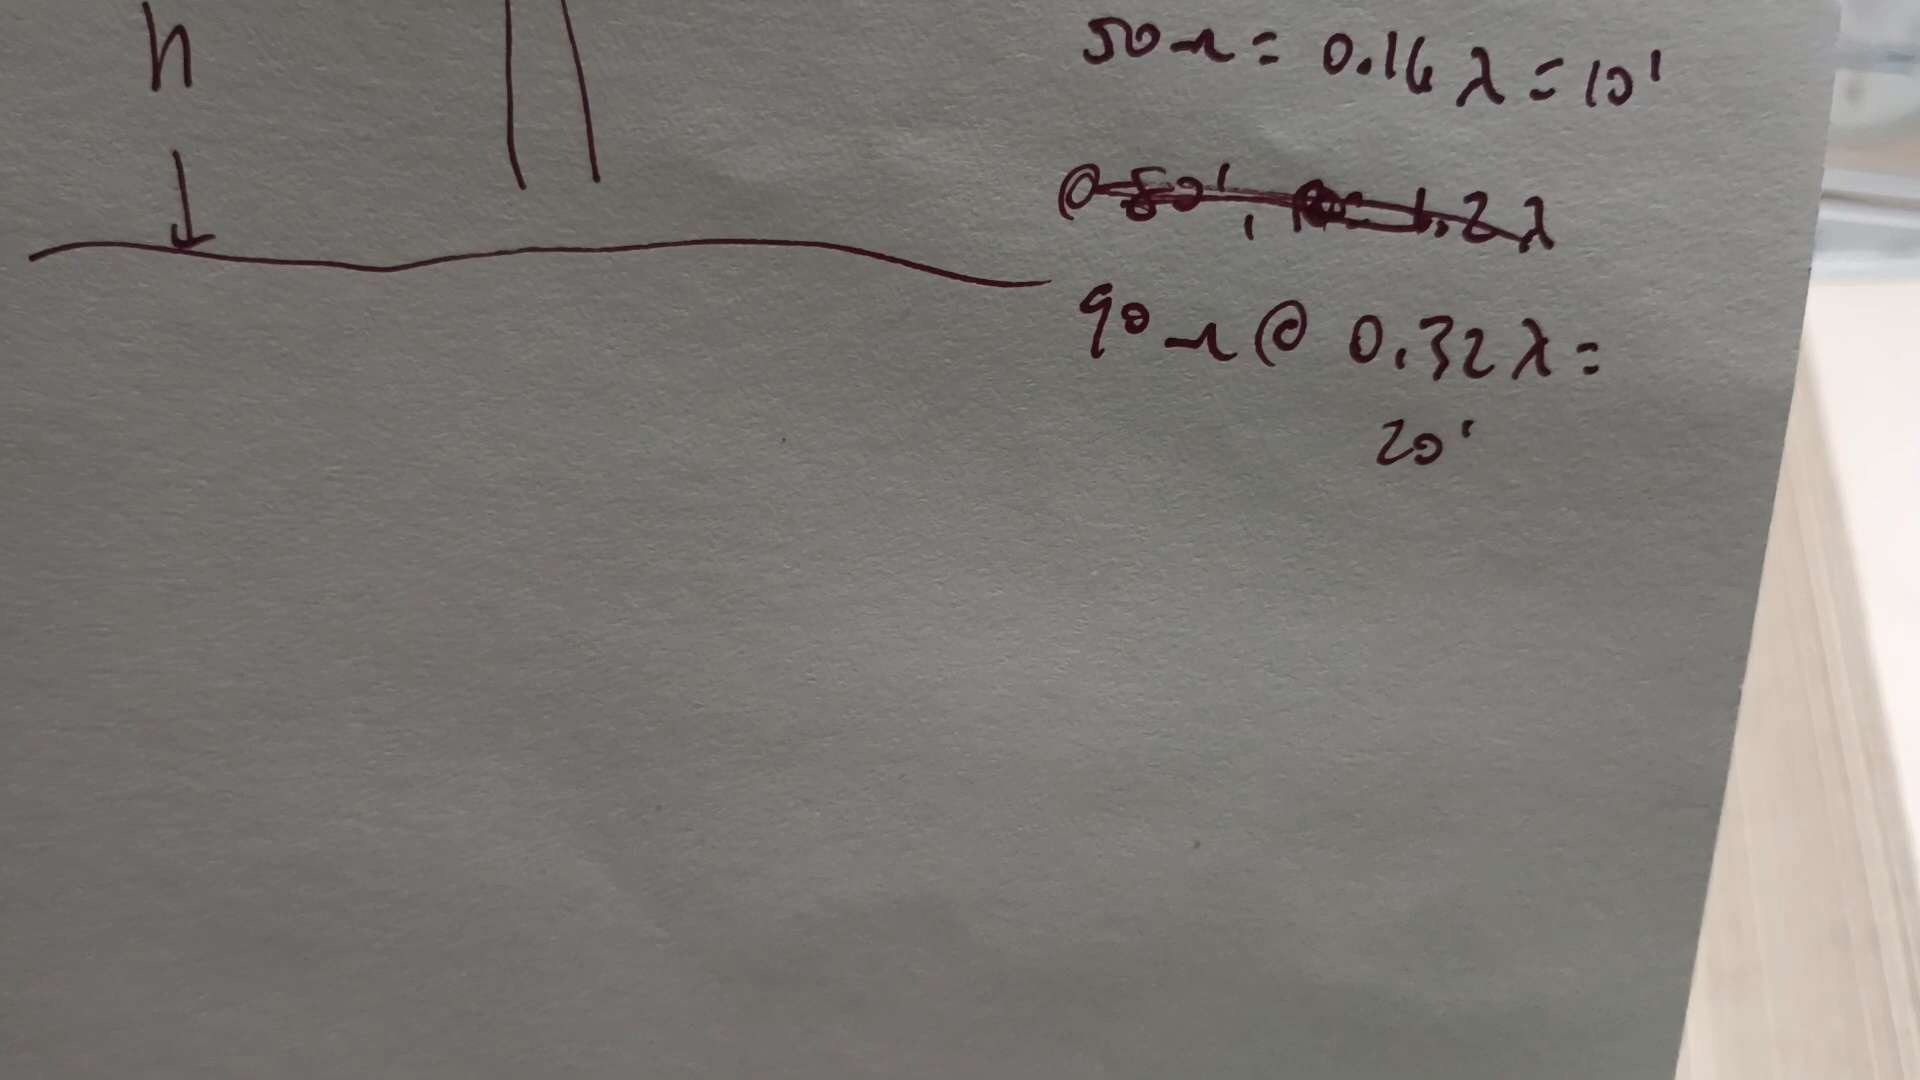 h
50Ω = 0.16 λ = 10'
90Ω @ 0.32 λ =
20'